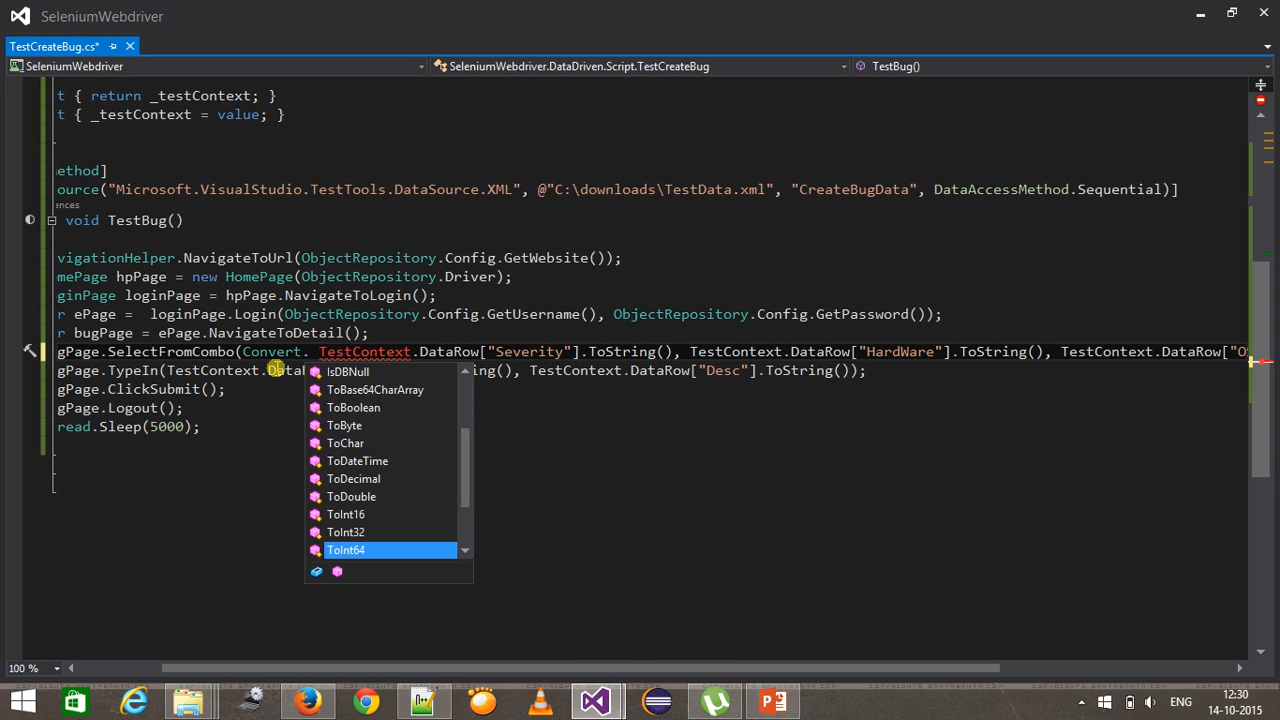 SeleniumWebdriver
TestCreateBug.cs*
SeleniumWebdriver
SeleniumWebdriver.DataDriven.Script.TestCreateBug
TestBug()
t { return _testContext; }
t { _testContext = value; }
ethod]
ource("Microsoft.VisualStudio.TestTools.DataSource.XML", @"C:\downloads\TestData.xml", "CreateBugData", DataAccessMethod.Sequential)]
ences
void TestBug()
vigationHelper.NavigateToUrl(ObjectRepository.Config.GetWebsite());
mePage hpPage = new HomePage(ObjectRepository.Driver);
ginPage loginPage = hpPage.NavigateToLogin();
r ePage =  loginPage.Login(ObjectRepository.Config.GetUsername(), ObjectRepository.Config.GetPassword());
r bugPage = ePage.NavigateToDetail();
gPage.SelectFromCombo(Convert. TestContext.DataRow["Severity"].ToString(), TestContext.DataRow["HardWare"].ToString(), TestContext.DataRow["O
gPage.TypeIn(TestContext.Data ing(), TestContext.DataRow["Desc"].ToString());
gPage.ClickSubmit();
gPage.Logout();
read.Sleep(5000);
IsDBNull
ToBase64CharArray
ToBoolean
ToByte
ToChar
ToDateTime
ToDecimal
ToDouble
ToInt16
ToInt32
ToInt64
100 %
ENG
12:30
14-10-2015